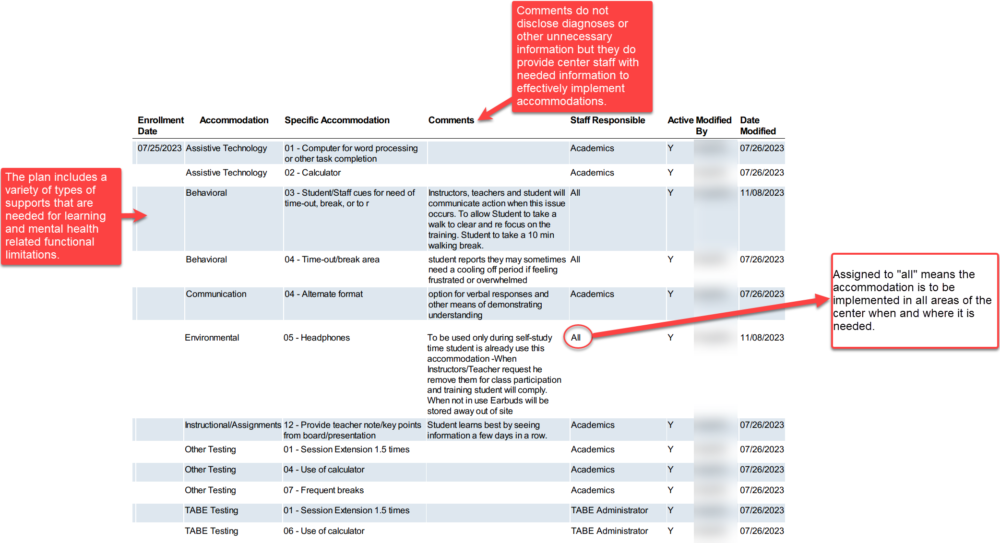 Comments do not
disclose diagnoses or
other unnecessary
information but they do
provide center staff with
needed information to
effectively implement
accommodations.
Enrollment Date Accommodation Specific Accommodation Comments Staff Responsible Active Modified By Date Modified
07/25/2023 Assistive Technology 01 - Computer for word processing Academics Y 07/26/2023
or other task completion
Assistive Technology 02 - Calculator Academics Y 07/26/2023
The plan includes a
variety of types of
supports that are
needed for learning
and mental health
related functional
limitations.
Behavioral 03 - Student/Staff cues for need of Instructors, teachers and student will All Y 11/08/2023
time-out, break, or to r communicate action when this issue
occurs. To allow Student to take a
walk to clear and re focus on the
training. Student to take a 10 min
walking break.
Behavioral 04 - Time-out/break area student reports they may sometimes All Y 07/26/2023
need a cooling off period if feeling
frustrated or overwhelmed
Communication 04 - Alternate format option for verbal responses and Academics Y 07/26/2023
other means of demonstrating
understanding
Assigned to "all" means the
accommodation is to be
implemented in all areas of the
center when and where it is
needed.
Environmental 05 - Headphones To be used only during self-study All Y 11/08/2023
time student is already use this
accommodation -When
Instructors/Teacher request he
remove them for class participation
and training student will comply.
When not in use Earbuds will be
stored away out of site
Instructional/Assignments 12 - Provide teacher note/key points Student learns best by seeing Academics Y 07/26/2023
from board/presentation information a few days in a row.
Other Testing 01 - Session Extension 1.5 times Academics Y 07/26/2023
Other Testing 04 - Use of calculator Academics Y 07/26/2023
Other Testing 07 - Frequent breaks Academics Y 07/26/2023
TABE Testing 01 - Session Extension 1.5 times TABE Administrator Y 07/26/2023
TABE Testing 06 - Use of calculator TABE Administrator Y 07/26/2023